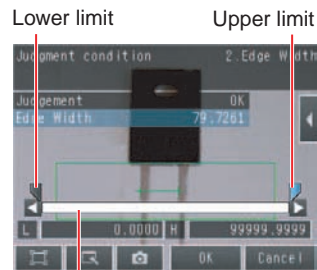 Lower limit Upper limit
Judgment condition 2.Edge Width
Judgement OK
Edge Width 79.7261
L 0.0000 H 99999.9999
OK Cancel